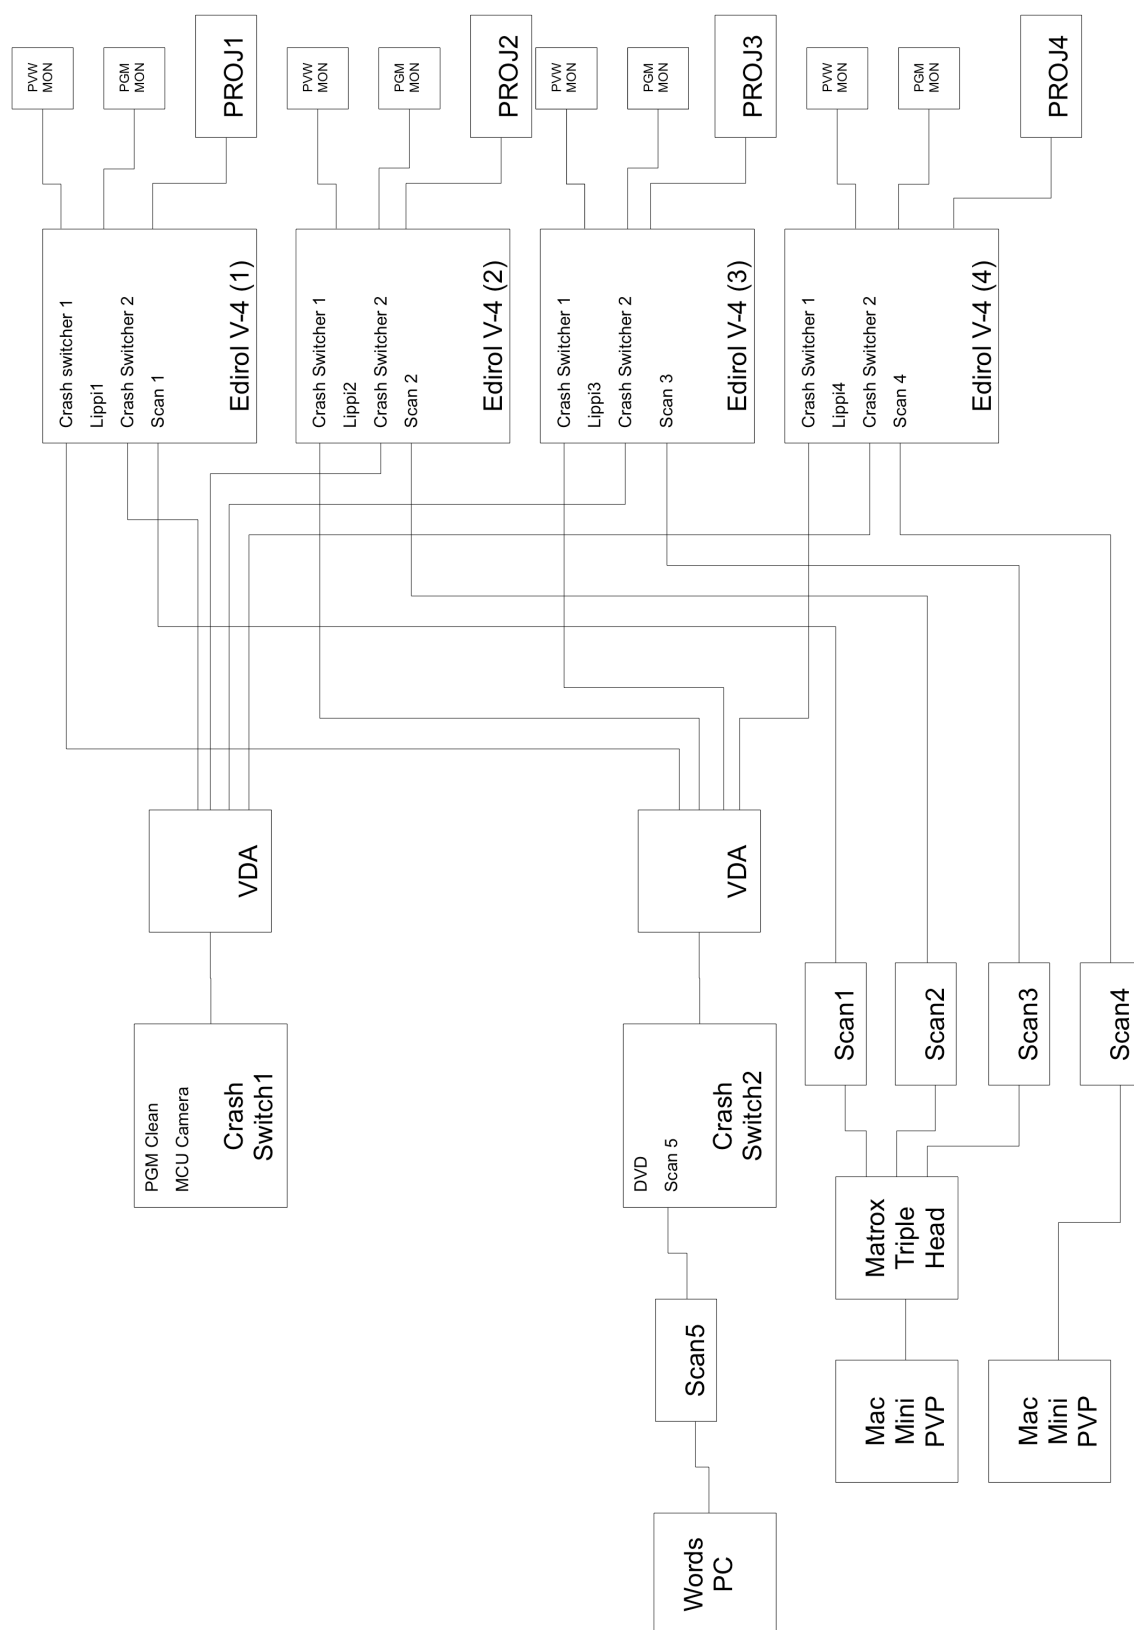 PVW
MON
PGM
MON
PROJ1
PVW
MON
PGM
MON
PROJ2
PVW
MON
PGM
MON
PROJ3
PVW
MON
PGM
MON
PROJ4
Crash switcher 1
Lippi1
Crash Switcher 2
Scan 1
Edirol V-4 (1)
Crash Switcher 1
Lippi2
Crash Switcher 2
Scan 2
Edirol V-4 (2)
Crash Switcher 1
Lippi3
Crash Switcher 2
Scan 3
Edirol V-4 (3)
Crash Switcher 1
Lippi4
Crash Switcher 2
Scan 4
Edirol V-4 (4)
VDA
VDA
PGM Clean
MCU Camera
Crash
Switch1
DVD
Scan 5
Crash
Switch2
Scan1
Scan2
Scan3
Scan4
Matrox
Triple
Head
Scan5
Mac
Mini
PVP
Mac
Mini
PVP
Words
PC